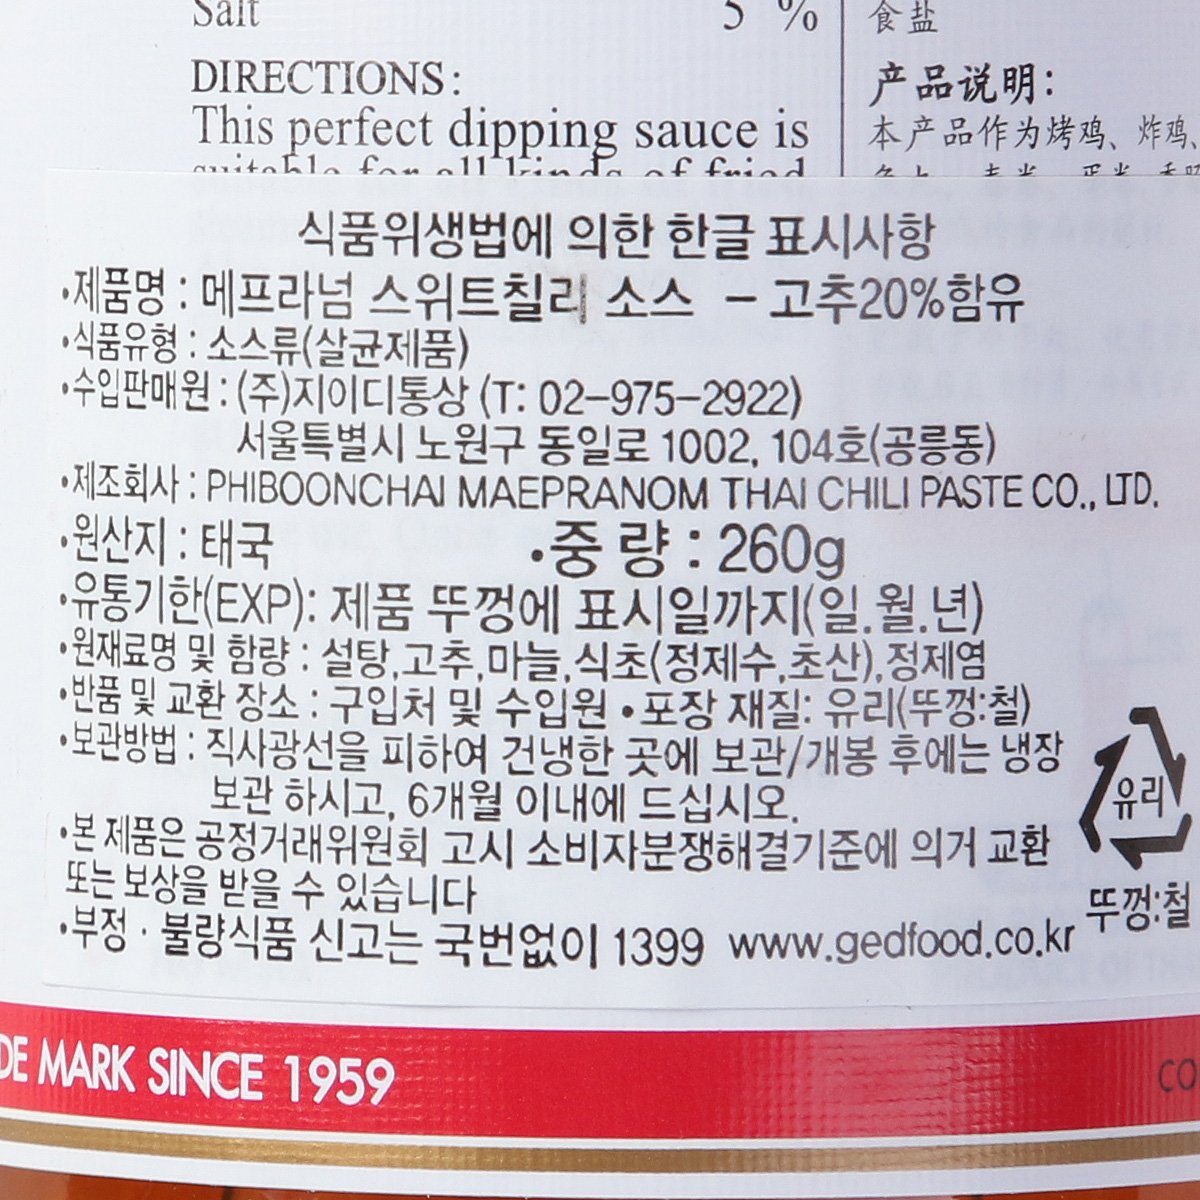 Salt 5 %
DIRECTIONS:
This perfect dipping sauce is
suitable for all kinds of fried
食盐
产品说明:
本产品作为烤鸡、炸鸡、
식품위생법에 의한 한글 표시사항
•제품명 : 메프라넘 스위트칠리 소스 - 고추20%함유
•식품유형 : 소스류(살균제품)
•수입판매원 : (주)지이디통상 (T: 02-975-2922)
서울특별시 노원구 동일로 1002, 104호(공릉동)
•제조회사 : PHIBOONCHAI MAEPRANOM THAI CHILI PASTE CO., LTD.
•원산지 : 태국 •중 량 : 260g
•유통기한(EXP): 제품 뚜껑에 표시일까지(일.월.년)
•원재료명 및 함량 : 설탕,고추,마늘,식초(정제수,초산),정제염
•반품 및 교환 장소 : 구입처 및 수입원 •포장 재질: 유리(뚜껑:철)
•보관방법 : 직사광선을 피하여 건냉한 곳에 보관/개봉 후에는 냉장
보관 하시고, 6개월 이내에 드십시오.
•본 제품은 공정거래위원회 고시 소비자분쟁해결기준에 의거 교환
또는 보상을 받을 수 있습니다
•부정 · 불량식품 신고는 국번없이 1399 www.gedfood.co.kr
유리
뚜껑:철
DE MARK SINCE 1959
CO